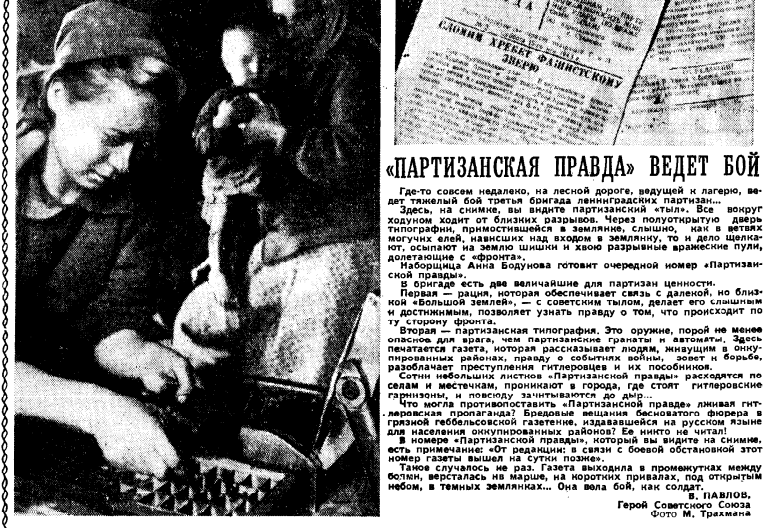 СЛОМИМ ХРЕБЕТ ФАШИСТСКОМУ
ЗВЕРЮ
«ПАРТИЗАНСКАЯ ПРАВДА» ВЕДЕТ БОЙ
Где-то совсем недалеко, на лесной дороге, ведущей к лагерю, ве-
дет тяжелый бой третья бригада ленинградских партизан...
Здесь, на снимке, вы видите партизанский «тыл». Все вокруг
ходуном ходит от близких разрывов. Через полуоткрытую дверь
типографии, примостившейся в землянке, слышно, как в ветвях
могучих елей, нависших над входом в землянку, то и дело щелка-
ют, осыпают на землю шишки и хвою разрывные вражеские пули,
долетающие с «фронта».
Наборщица Анна Бодунова готовит очередной номер «Партизан-
ской правды».
В бригаде есть две величайшие для партизан ценности.
Первая — рация, которая обеспечивает связь с далекой, но близ-
кой «Большой землей», — с советским тылом, делает его слышным
и достижимым, позволяет узнать правду о том, что происходит по
ту сторону фронта.
Вторая — партизанская типография. Это оружие, порой не менее
опасное для врага, чем партизанские гранаты и автоматы. Здесь
печатается газета, которая рассказывает людям, живущим в окку-
пированных районах, правду о событиях войны, зовет к борьбе,
разоблачает преступления гитлеровцев и их пособников.
Сотни небольших листков «Партизанской правды» расходятся по
селам и местечкам, проникают в города, где стоят гитлеровские
гарнизоны, и повсюду зачитываются до дыр...
Что могла противопоставить «Партизанской правде» лживая гит-
леровская пропаганда? Бредовые вещания бесноватого фюрера в
грязной геббельсовской газетенке, издававшейся на русском языке
для населения оккупированных районов? Ее никто не читал!
В номере «Партизанской правды», который вы видите на снимке,
есть примечание: «От редакции: в связи с боевой обстановкой этот
номер газеты вышел на сутки позже».
Такое случалось не раз. Газета выходила в промежутках между
боями, версталась на марше, на коротких привалах, под открытым
небом, в темных землянках... Она вела бой, как солдат.
В. ПАВЛОВ,
Герой Советского Союза
Фото М. Трахмана